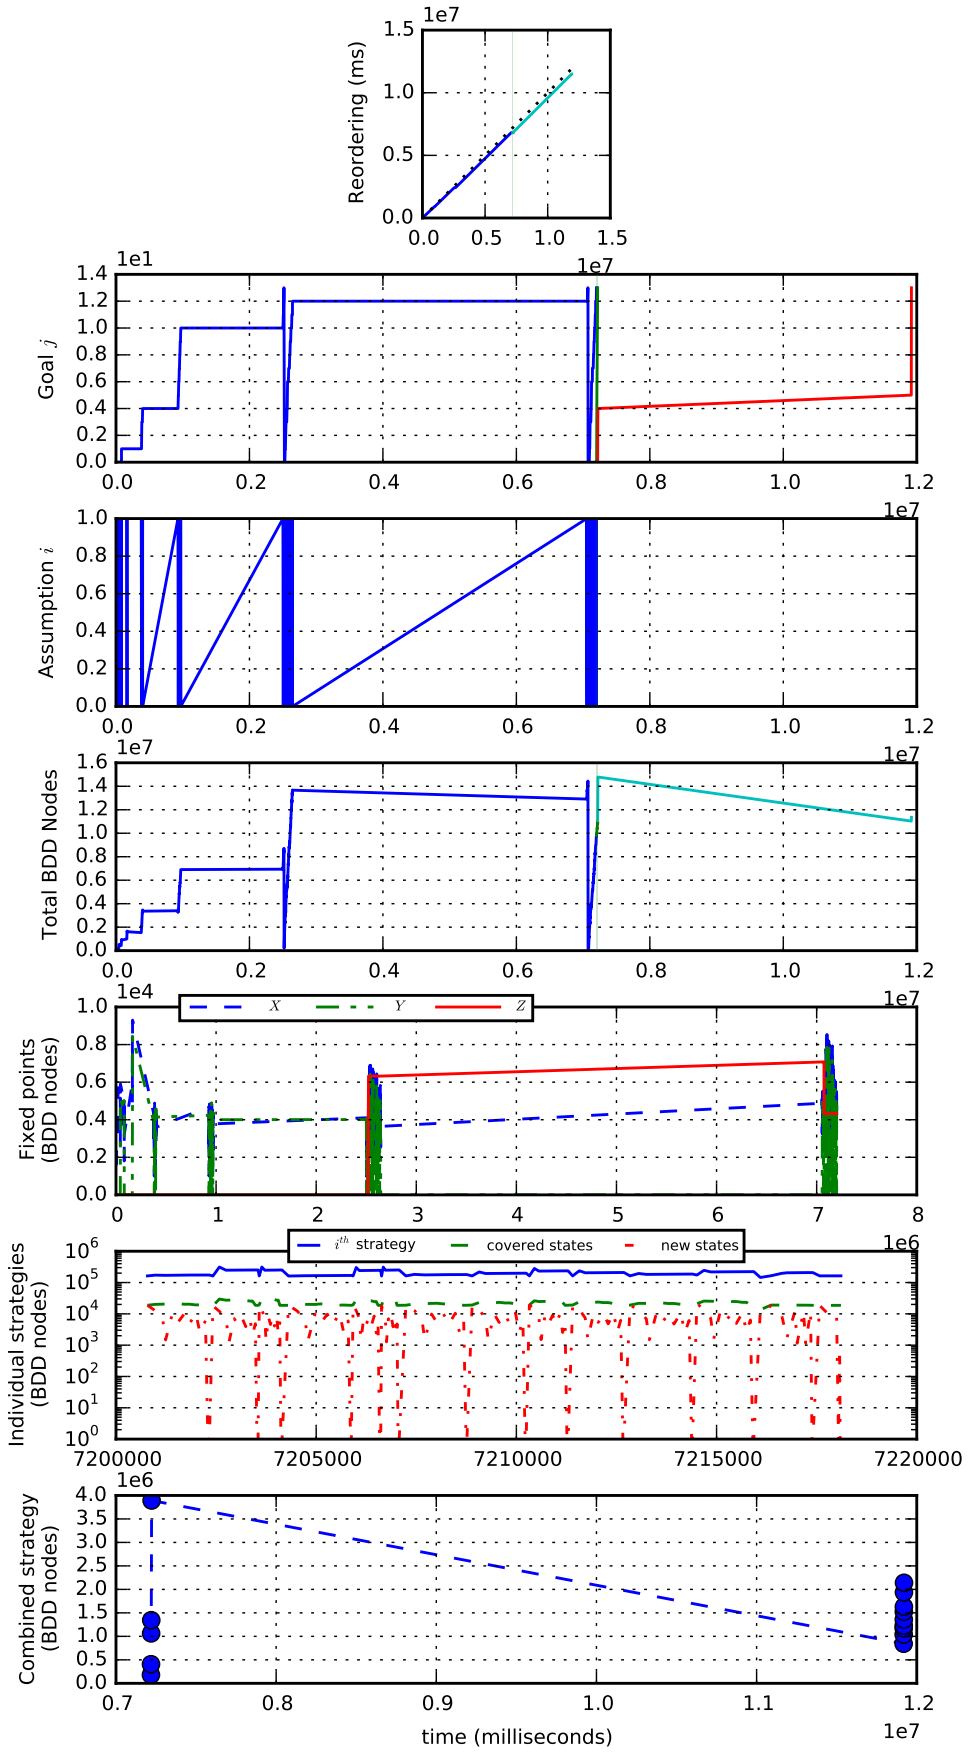 1e7
1.5
1.0
0.5
0.0
Reordering (ms)
0.0 0.5 1.0 1.5
1e7
1e1
1.4
1.2
1.0
0.8
0.6
0.4
0.2
0.0
Goal j
0.0 0.2 0.4 0.6 0.8 1.0 1.2
1e7
1.0
0.8
0.6
0.4
0.2
0.0
Assumption i
0.0 0.2 0.4 0.6 0.8 1.0 1.2
1e7
1e7
1.6
1.4
1.2
1.0
0.8
0.6
0.4
0.2
0.0
Total BDD Nodes
0.0 0.2 0.4 0.6 0.8 1.0 1.2
1e7
1e4
X Y Z
1.0
0.8
0.6
0.4
0.2
0.0
Fixed points
(BDD nodes)
0 1 2 3 4 5 6 7 8
1e6
i^th strategy covered states new states
10^6
10^5
10^4
10^3
10^2
10^1
10^0
Individual strategies
(BDD nodes)
7200000 7205000 7210000 7215000 7220000
1e6
4.0
3.5
3.0
2.5
2.0
1.5
1.0
0.5
0.0
Combined strategy
(BDD nodes)
0.7 0.8 0.9 1.0 1.1 1.2
time (milliseconds)
1e7